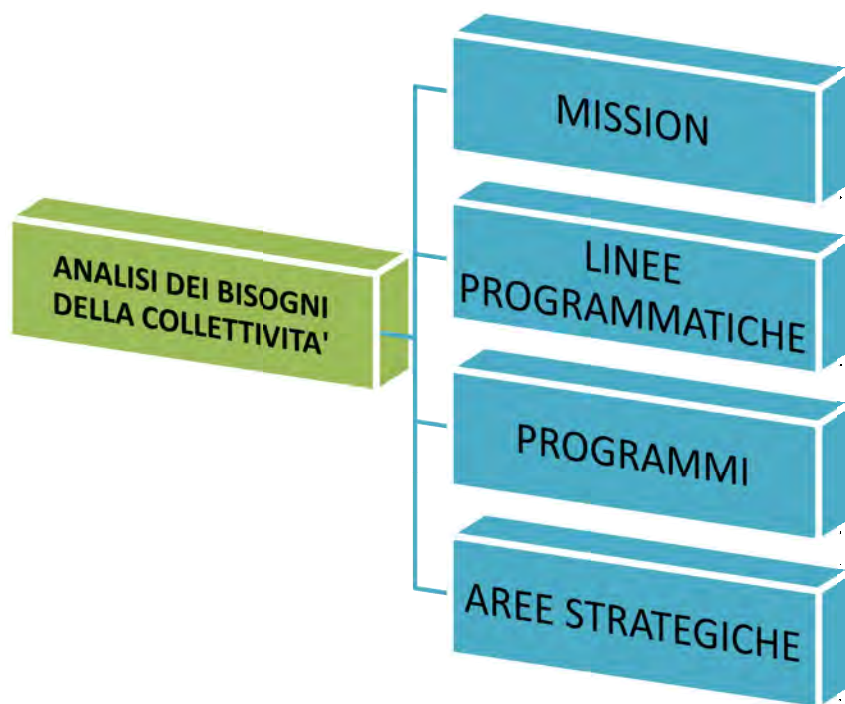 MISSION
ANALISI DEI BISOGNI
DELLA COLLETTIVITA'
LINEE
PROGRAMMATICHE
PROGRAMMI
AREE STRATEGICHE